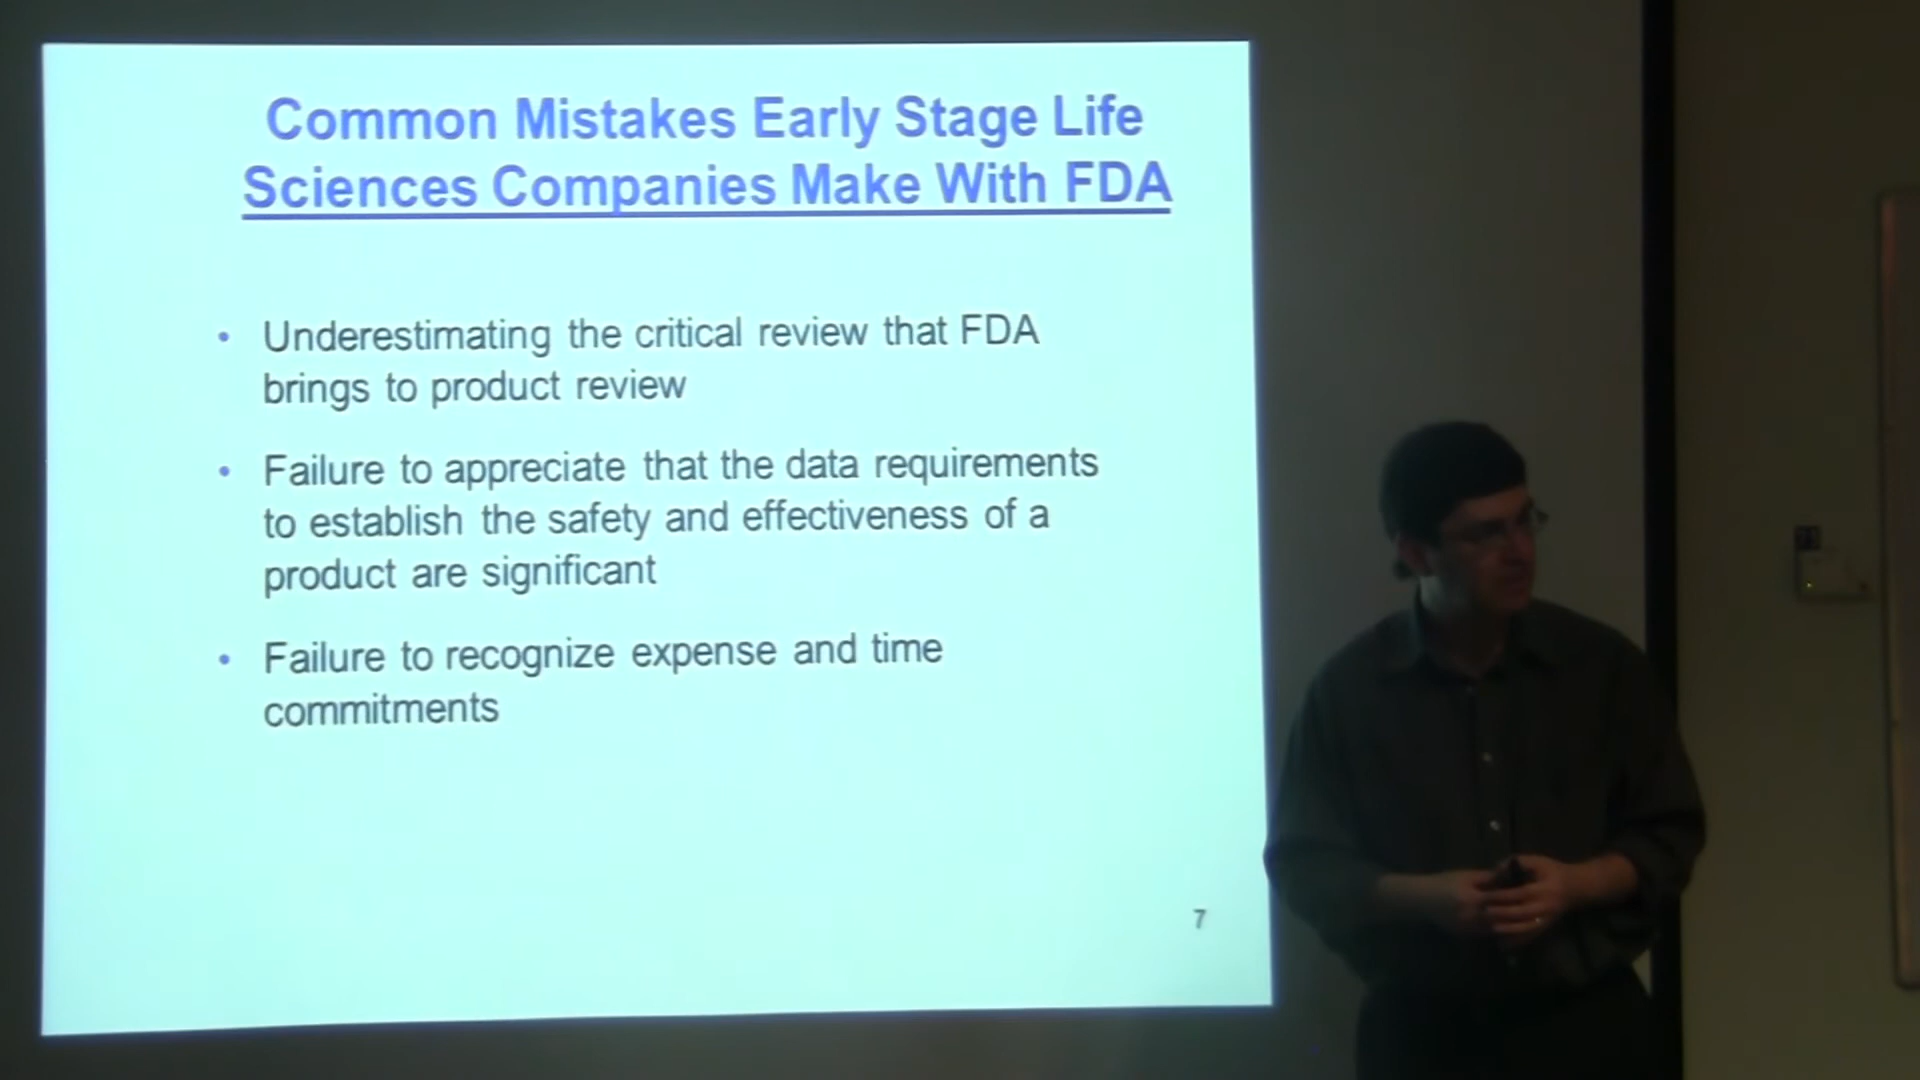 Common Mistakes Early Stage Life
Sciences Companies Make With FDA
• Underestimating the critical review that FDA
brings to product review
• Failure to appreciate that the data requirements
to establish the safety and effectiveness of a
product are significant
• Failure to recognize expense and time
commitments
7